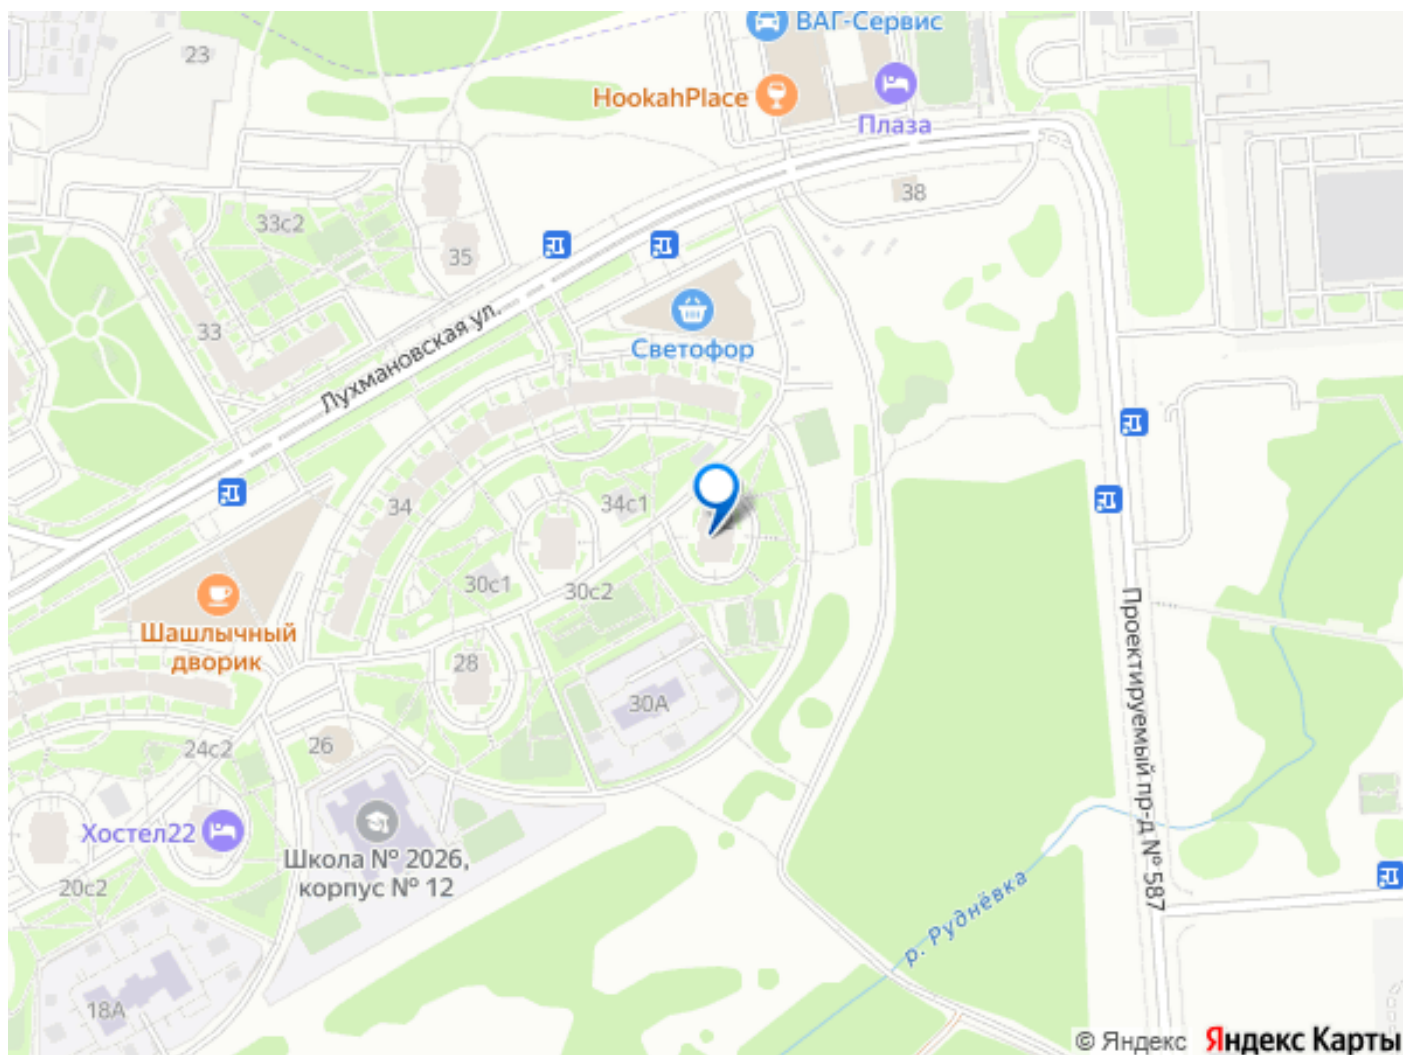 ВАГ-Сервис
23
HookahPlace
Плаза
38
33с2
35
33
Лухмановская ул.
Светофор
34
34с1
30с1
30с2
Шашлычный
дворик
28
30А
Проектируемый пр-д № 587
24с2
26
Хостел22
Школа № 2026,
корпус № 12
20с2
р. Руднёвка
18А
© Яндекс Яндекс Карты